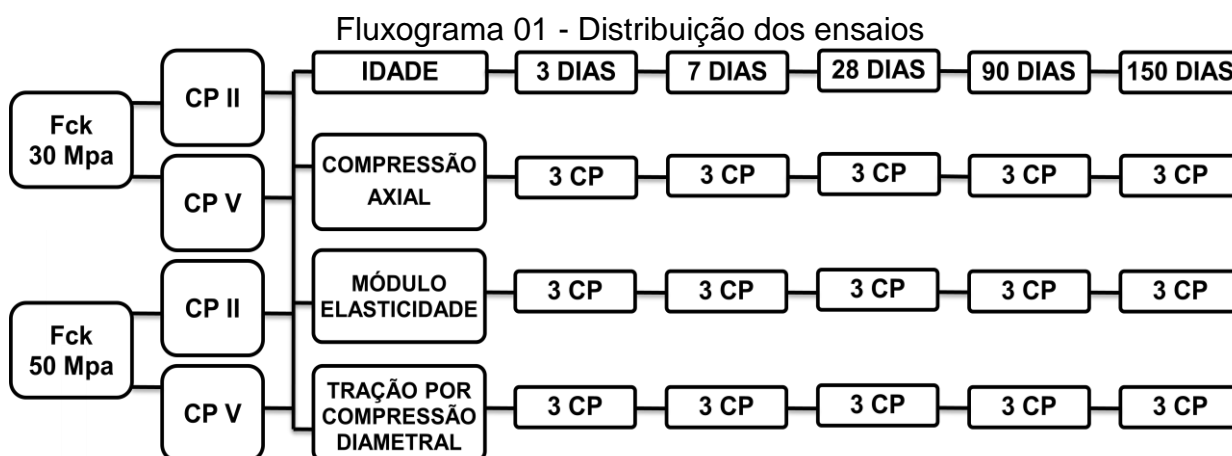 Fluxograma 01 - Distribuição dos ensaios
Fck
30 Mpa
CP II
CP V
Fck
50 Mpa
CP II
CP V
IDADE
3 DIAS
7 DIAS
28 DIAS
90 DIAS
150 DIAS
COMPRESSÃO
AXIAL
3 CP
3 CP
3 CP
3 CP
3 CP
MÓDULO
ELASTICIDADE
3 CP
3 CP
3 CP
3 CP
3 CP
TRAÇÃO POR
COMPRESSÃO
DIAMETRAL
3 CP
3 CP
3 CP
3 CP
3 CP